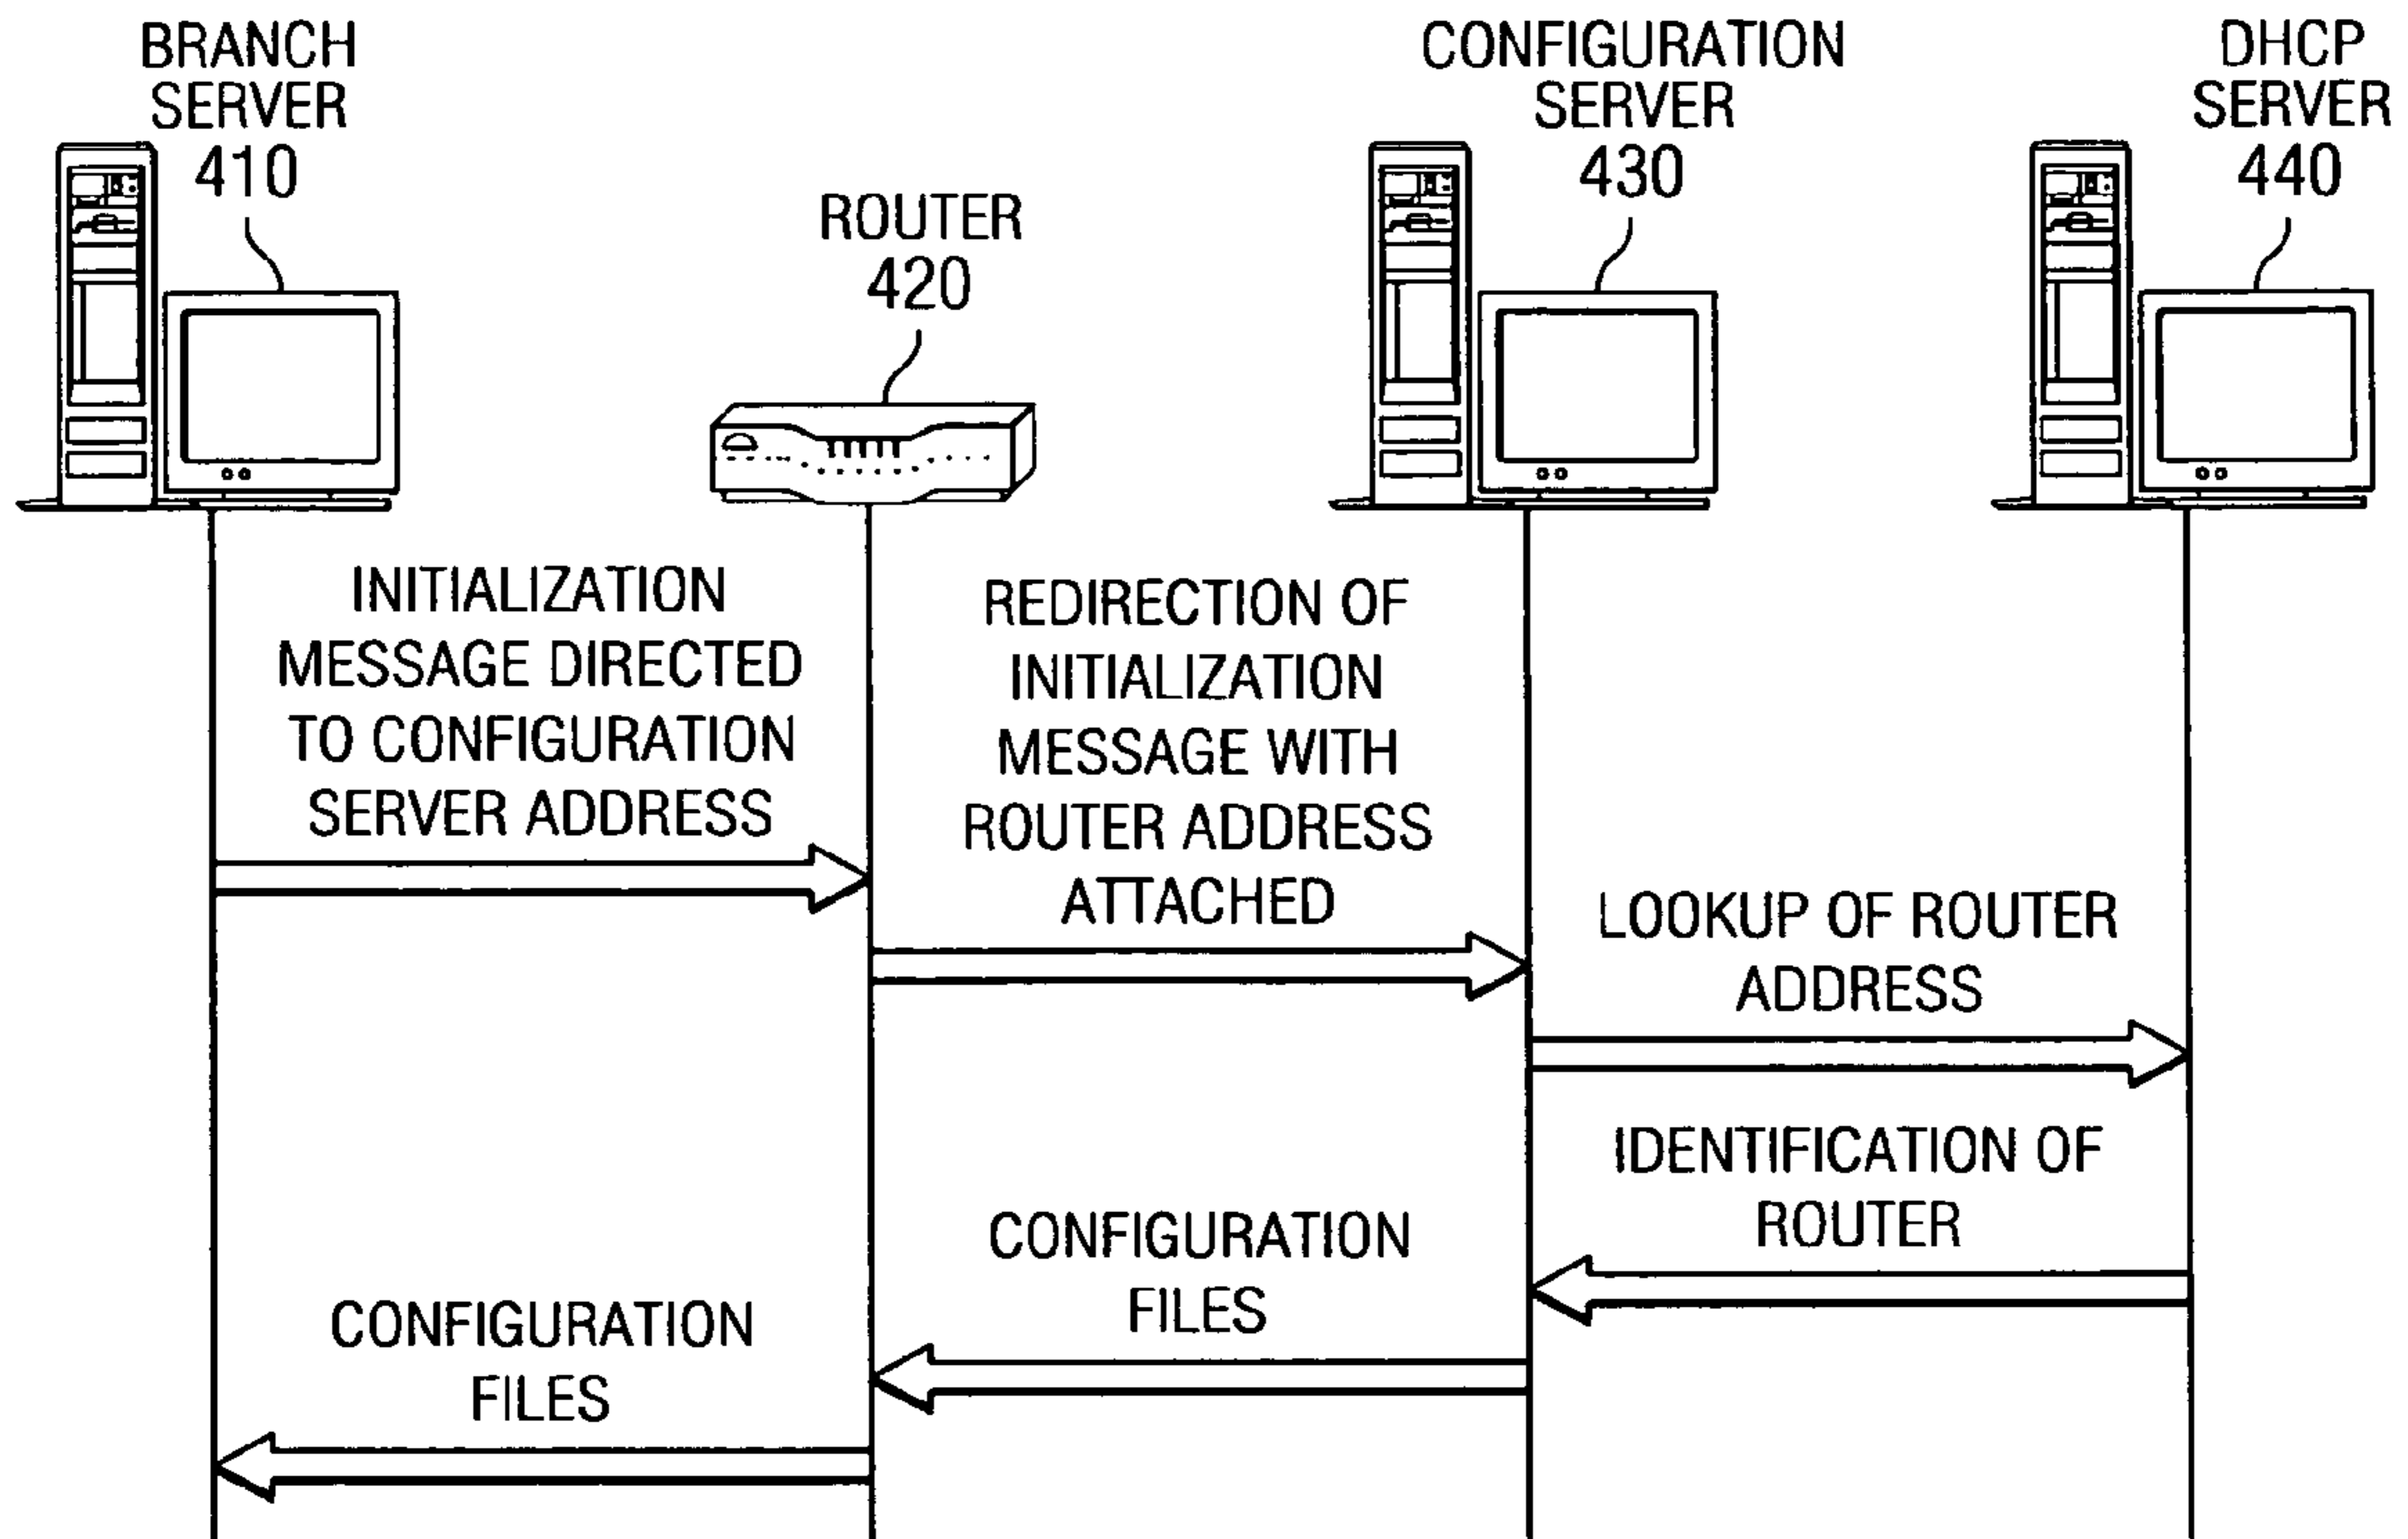 BRANCH
SERVER
410
ROUTER
420
CONFIGURATION
SERVER
430
DHCP
SERVER
440
INITIALIZATION
MESSAGE DIRECTED
TO CONFIGURATION
SERVER ADDRESS
REDIRECTION OF
INITIALIZATION
MESSAGE WITH
ROUTER ADDRESS
ATTACHED
LOOKUP OF ROUTER
ADDRESS
IDENTIFICATION OF
ROUTER
CONFIGURATION
FILES
CONFIGURATION
FILES